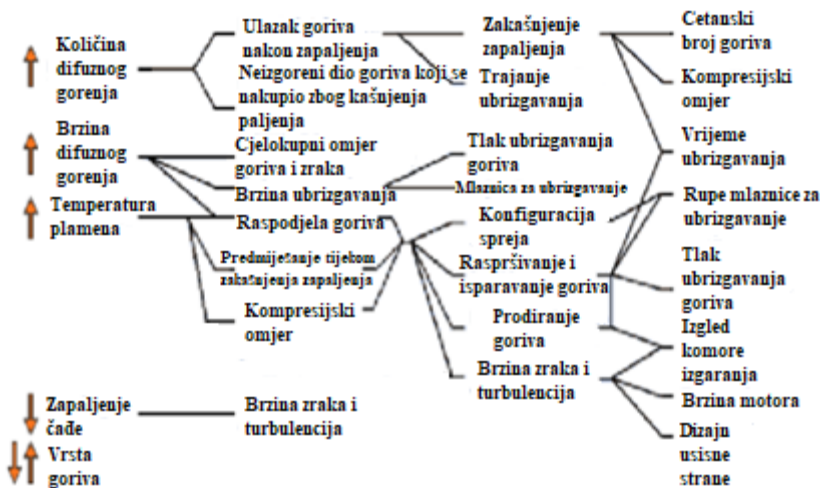 Količina
difuznog
gorenja
Brzina
difuznog
gorenja
Temperatura
plamena
Zapaljenje
čađe
Vrsta
goriva
Ulazak goriva
nakon zapaljenja
Neizgoreni dio goriva koji se
nakupio zbog kašnjenja
paljenja
Cjelokupni omjer
goriva i zraka
Brzina ubrizgavanja
Raspodjela goriva
Predmiješanje tijekom
zakašnjenja zapaljenja
Kompresijski
omjer
Brzina zraka i
turbulencija
Zakašnjenje
zapaljenja
Trajanje
ubrizgavanja
Tlak ubrizgavanja
goriva
Mlaznica za ubrizgavanje
Konfiguracija
spreja
Raspršivanje i
isparavanje goriva
Prodiranje
goriva
Brzina zraka i
turbulencija
Cetanski
broj goriva
Kompresijski
omjer
Vrijeme
ubrizgavanja
Rupe mlaznice za
ubrizgavanje
Tlak
ubrizgavanja
goriva
Izgled
komore
izgaranja
Brzina motora
Dizajn
usisne
strane